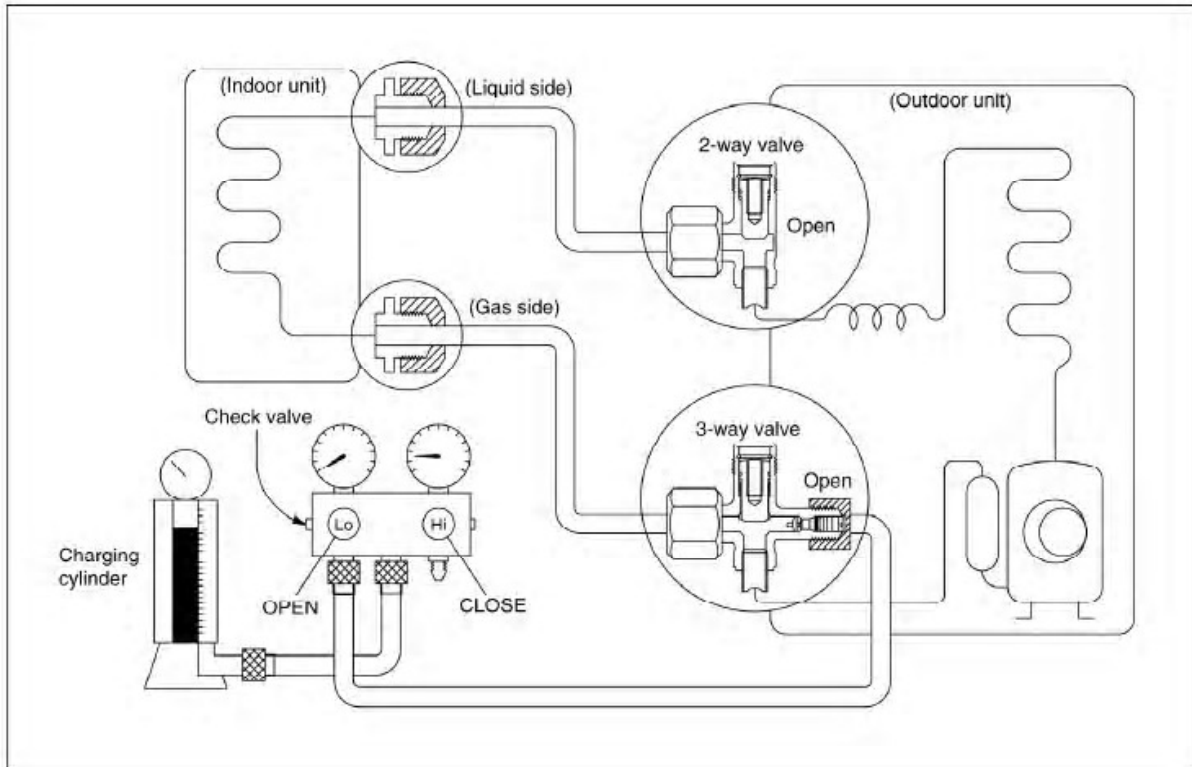 (Indoor unit)
(Liquid side)
(Outdoor unit)
2-way valve
Open
(Gas side)
Check valve
3-way valve
Open
Lo
Hi
Charging
cylinder
OPEN
CLOSE